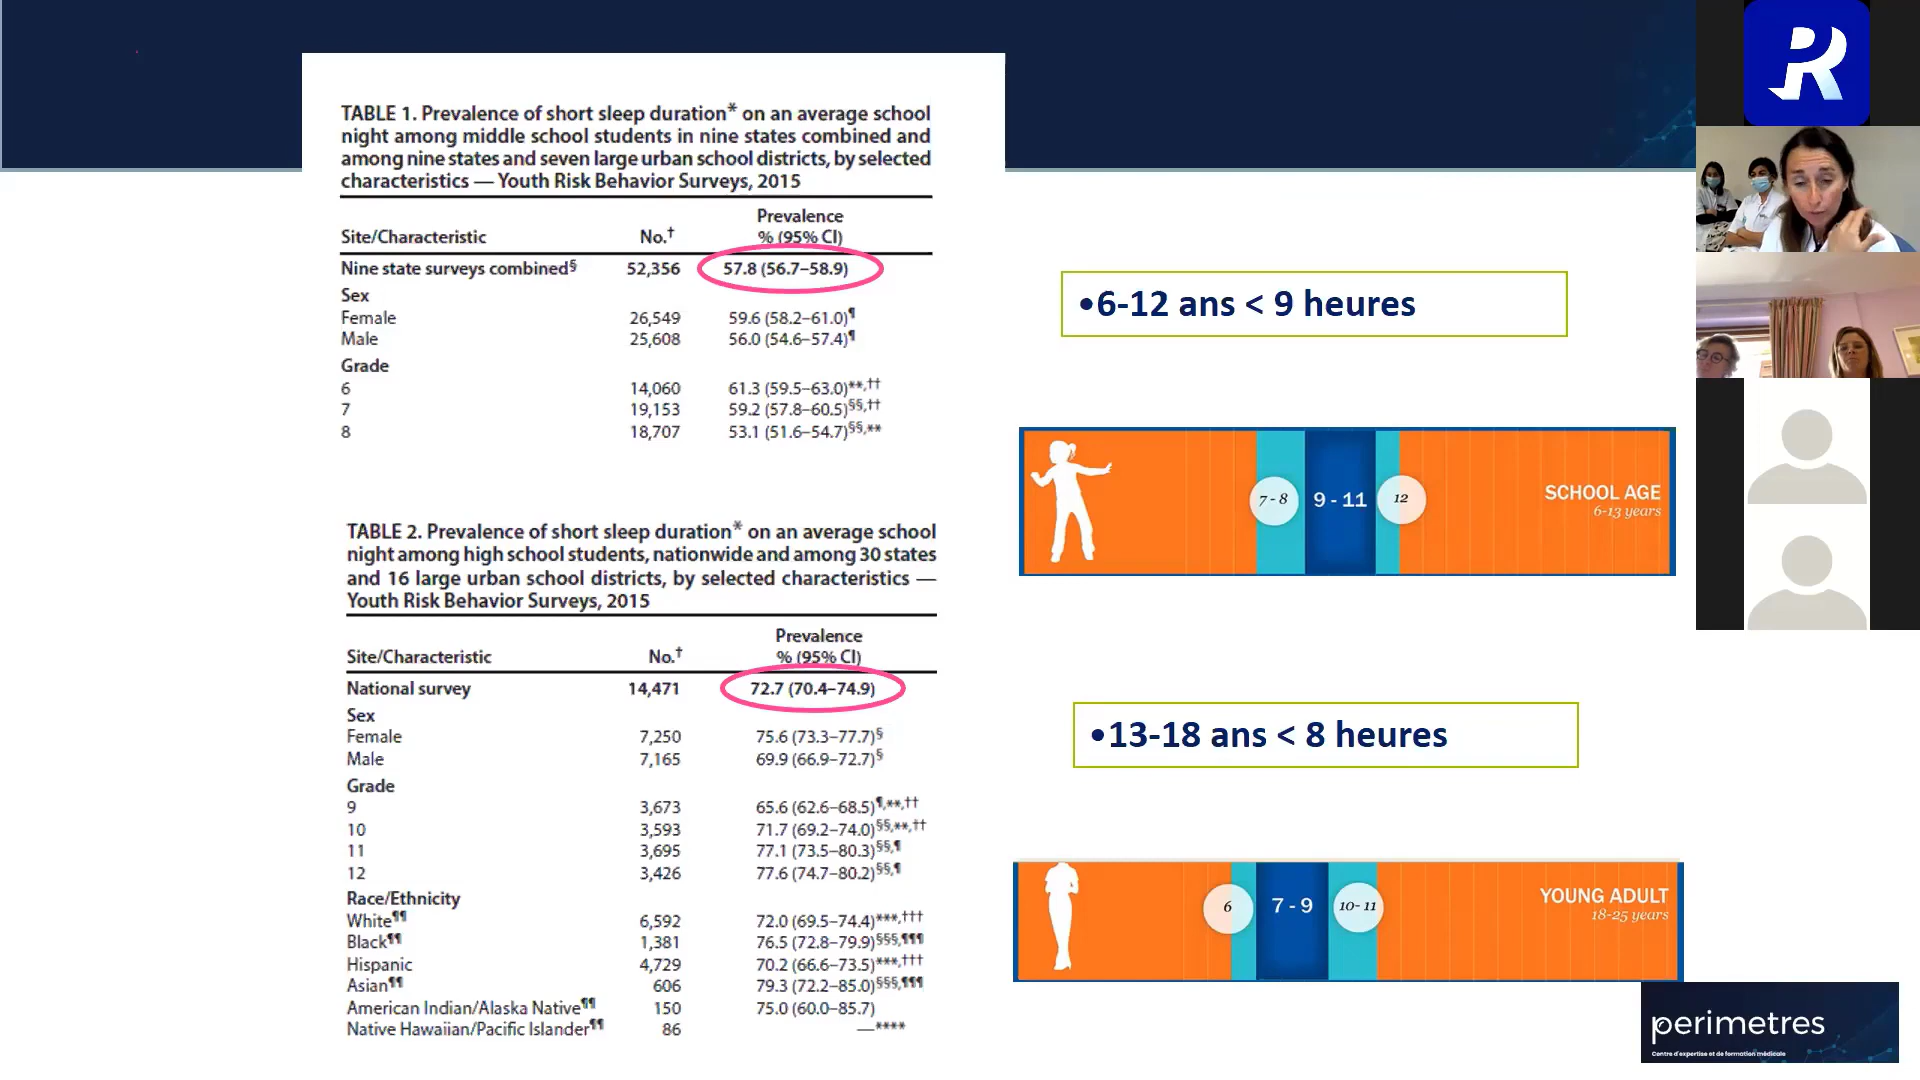 TABLE 1. Prevalence of short sleep duration* on an average school
night among middle school students in nine states combined and
among nine states and seven large urban school districts, by selected
characteristics — Youth Risk Behavior Surveys, 2015
Prevalence
Site/Characteristic No.† % (95% CI)
Nine state surveys combined§ 52,356 57.8 (56.7–58.9)
Sex
Female 26,549 59.6 (58.2–61.0)¶
Male 25,608 56.0 (54.6–57.4)¶
Grade
6 14,060 61.3 (59.5–63.0)**,††
7 19,153 59.2 (57.8–60.5)§§,††
8 18,707 53.1 (51.6–54.7)§§,**
TABLE 2. Prevalence of short sleep duration* on an average school
night among high school students, nationwide and among 30 states
and 16 large urban school districts, by selected characteristics —
Youth Risk Behavior Surveys, 2015
Prevalence
Site/Characteristic No.† % (95% CI)
National survey 14,471 72.7 (70.4–74.9)
Sex
Female 7,250 75.6 (73.3–77.7)§
Male 7,165 69.9 (66.9–72.7)§
Grade
9 3,673 65.6 (62.6–68.5)¶,**,††
10 3,593 71.7 (69.2–74.0)§§,**,††
11 3,695 77.1 (73.5–80.3)§§,¶
12 3,426 77.6 (74.7–80.2)§§,¶
Race/Ethnicity
White¶¶ 6,592 72.0 (69.5–74.4)***,†††
Black¶¶ 1,381 76.5 (72.8–79.9)§§§,¶¶¶
Hispanic 4,729 70.2 (66.6–73.5)***,†††
Asian¶¶ 606 79.3 (72.2–85.0)§§§,¶¶¶
American Indian/Alaska Native¶¶ 150 75.0 (60.0–85.7)
Native Hawaiian/Pacific Islander¶¶ 86 —****
•6-12 ans < 9 heures
7 - 8 9 - 11 12
SCHOOL AGE
6-13 years
•13-18 ans < 8 heures
6 7 - 9 10- 11
YOUNG ADULT
18-25 years
R
perimetres
Centre d'expertise et de formation médicale